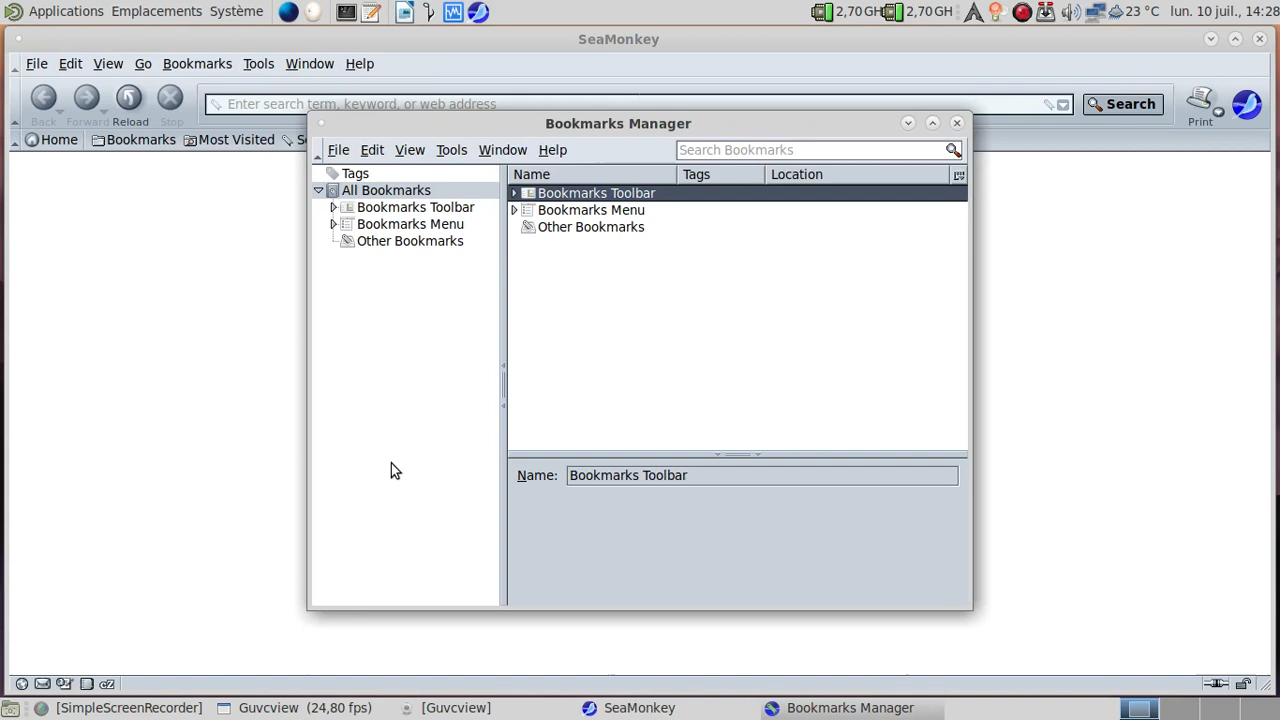 Applications Emplacements Système 2,70 GH 2,70 GH 23 °C lun. 10 juil., 14:28
SeaMonkey
File Edit View Go Bookmarks Tools Window Help
Enter search term, keyword, or web address Search
Back Forward Reload Stop Print
Home Bookmarks Most Visited
Bookmarks Manager
File Edit View Tools Window Help Search Bookmarks
Tags Name Tags Location
All Bookmarks Bookmarks Toolbar
Bookmarks Toolbar Bookmarks Menu
Bookmarks Menu Other Bookmarks
Other Bookmarks
Name: Bookmarks Toolbar
[SimpleScreenRecorder] Guvcview (24,80 fps) [Guvcview] SeaMonkey Bookmarks Manager